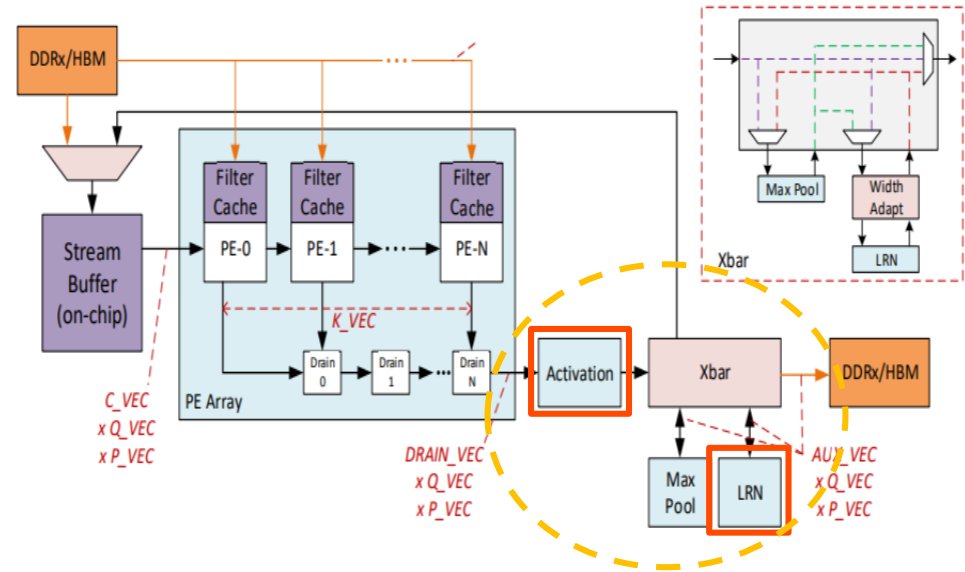 DDRx/HBM
Filter
Cache
Filter
Cache
Filter
Cache
PE-0
PE-1
PE-N
Stream
Buffer
(on-chip)
K_VEC
Drain
0
Drain
1
Drain
N
PE Array
C_VEC
x Q_VEC
x P_VEC
DRAIN_VEC
x Q_VEC
x P_VEC
Activation
Xbar
DDRx/HBM
Max
Pool
LRN
AUX_VEC
x Q_VEC
x P_VEC
Max Pool
Width
Adapt
LRN
Xbar